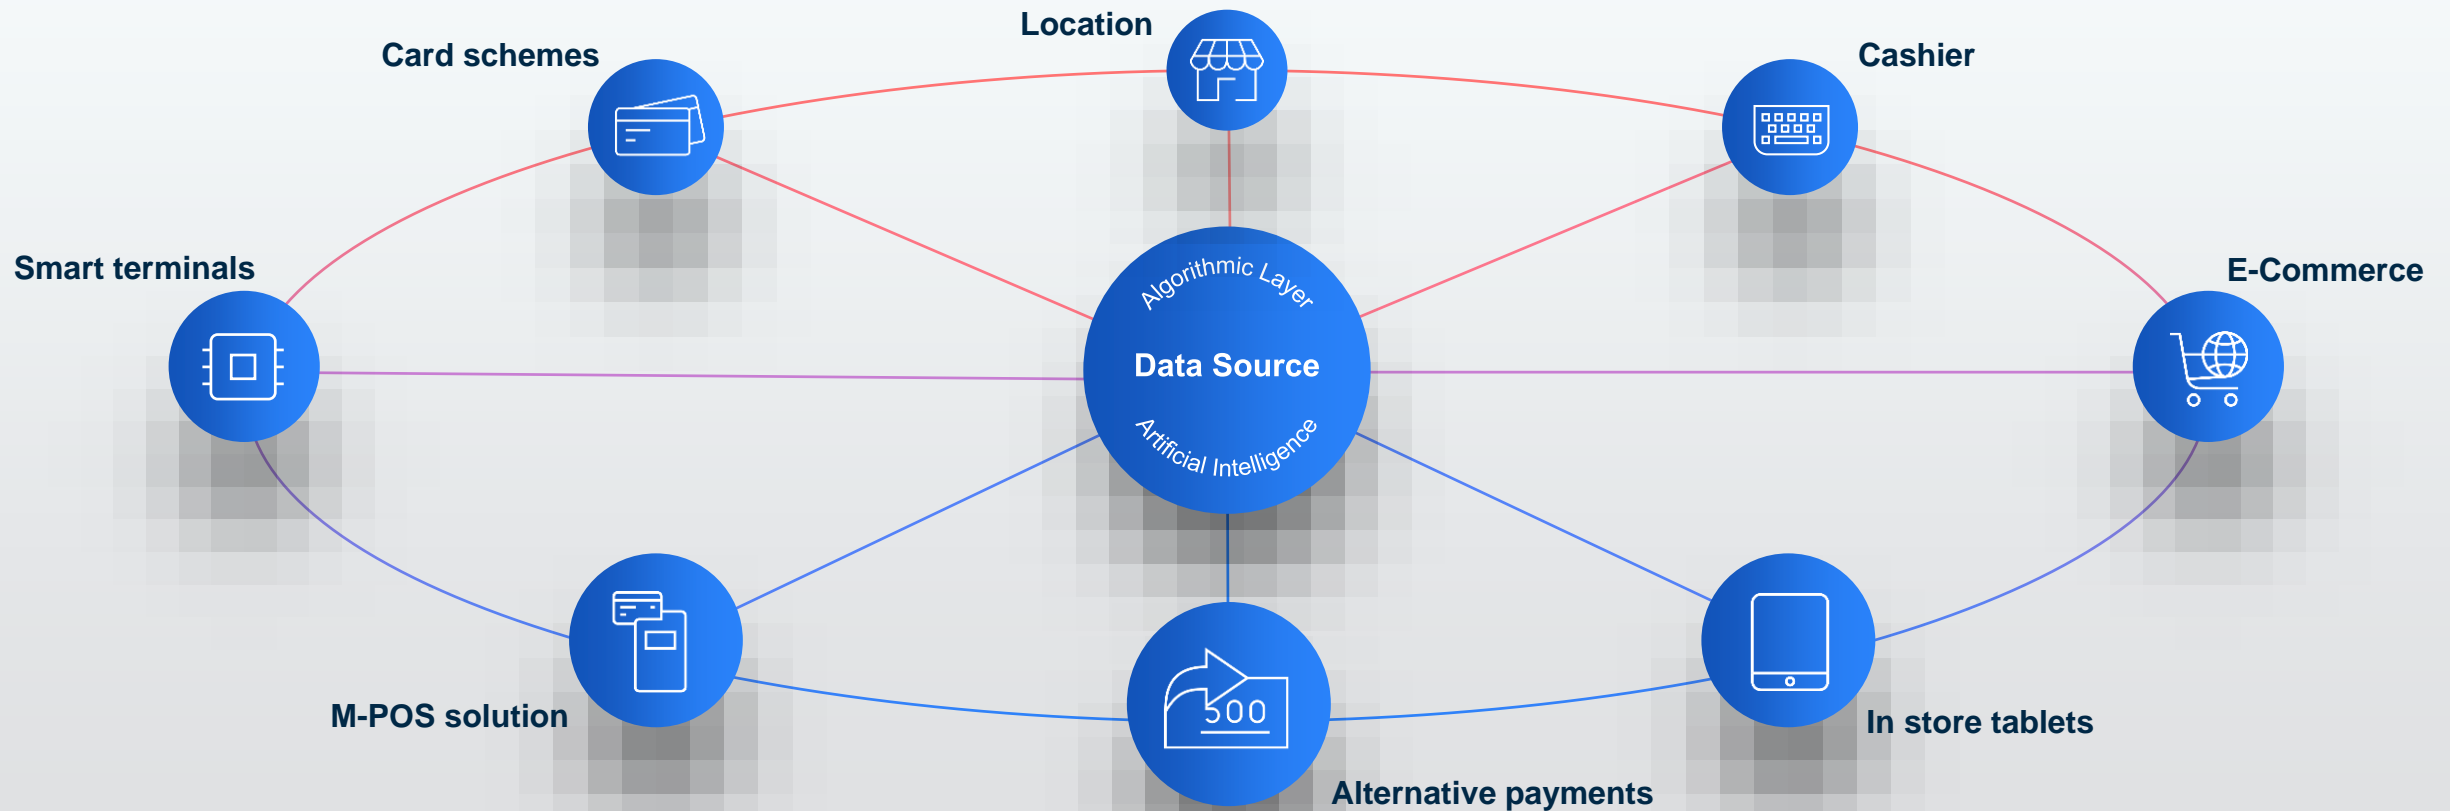 Location
Card schemes
Cashier
Smart terminals
E-Commerce
Algorithmic Layer
Data Source
Artificial Intelligence
M-POS solution
500
In store tablets
Alternative payments